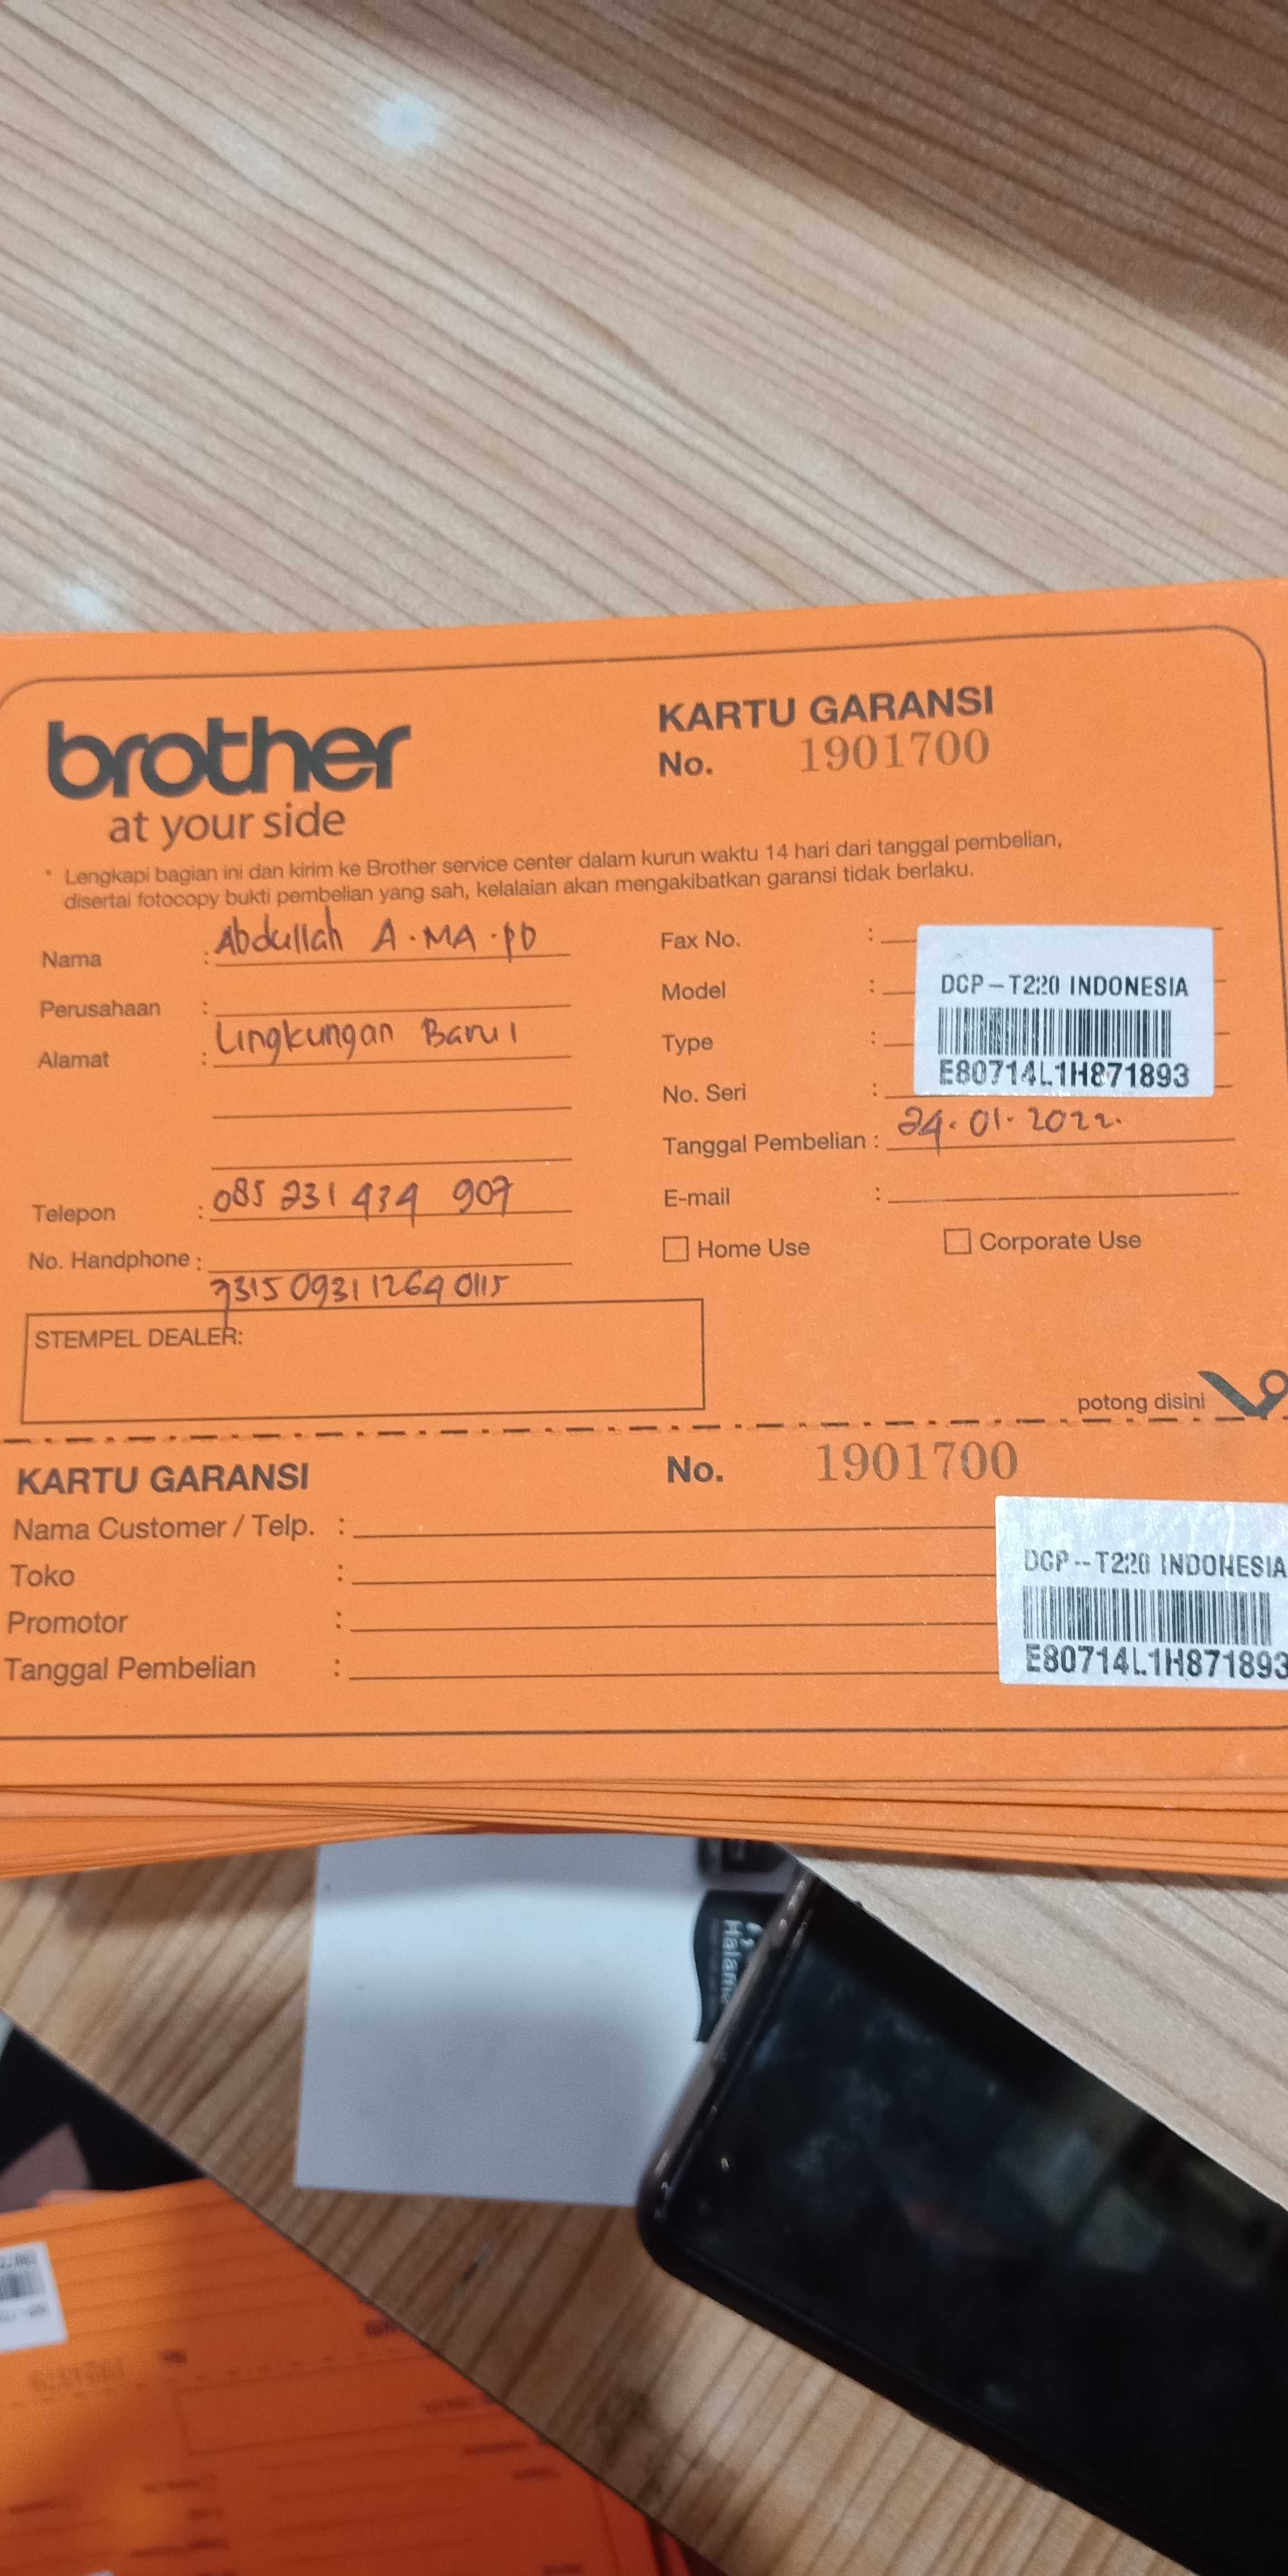 brother
at your side
KARTU GARANSI
No. 1901700
* Lengkapi bagian ini dan kirim ke Brother service center dalam kurun waktu 14 hari dari tanggal pembelian,
disertai fotocopy bukti pembelian yang sah, kelalaian akan mengakibatkan garansi tidak berlaku.
Nama : Abdullah A.MA.PD
Perusahaan :
Alamat : Lingkungan Baru 1
Telepon : 085 231 434 907
No. Handphone :
7315 0931 1264 0115
STEMPEL DEALER:
Fax No. :
Model :
Type :
No. Seri :
DCP-T220 INDONESIA
E80714L1H871893
Tanggal Pembelian : 24.01.2022.
E-mail :
Home Use
Corporate Use
potong disini
KARTU GARANSI
No. 1901700
Nama Customer / Telp. :
Toko :
Promotor :
Tanggal Pembelian :
DCP--T220 INDONESIA
E80714L1H871893